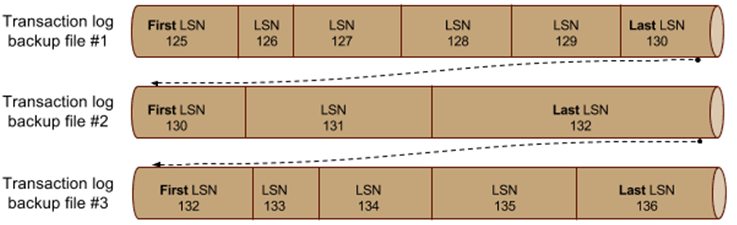 Transaction log
backup file #1
First LSN LSN LSN LSN LSN Last LSN
125 126 127 128 129 130
Transaction log
backup file #2
First LSN LSN Last LSN
130 131 132
Transaction log
backup file #3
First LSN LSN LSN LSN Last LSN
132 133 134 135 136